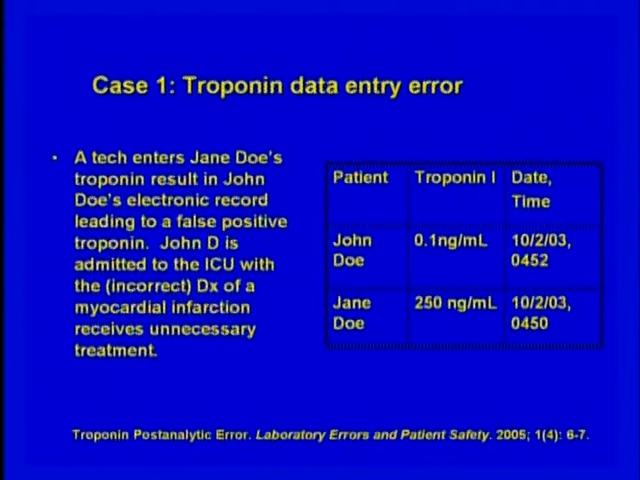 Case 1: Troponin data entry error
• A tech enters Jane Doe's
troponin result in John
Doe's electronic record
leading to a false positive
troponin. John D is
admitted to the ICU with
the (incorrect) Dx of a
myocardial infarction
receives unnecessary
treatment.
Patient Troponin I Date,
Time
John 0.1ng/mL 10/2/03,
Doe 0452
Jane 250 ng/mL 10/2/03,
Doe 0450
Troponin Postanalytic Error. Laboratory Errors and Patient Safety. 2005; 1(4): 6-7.